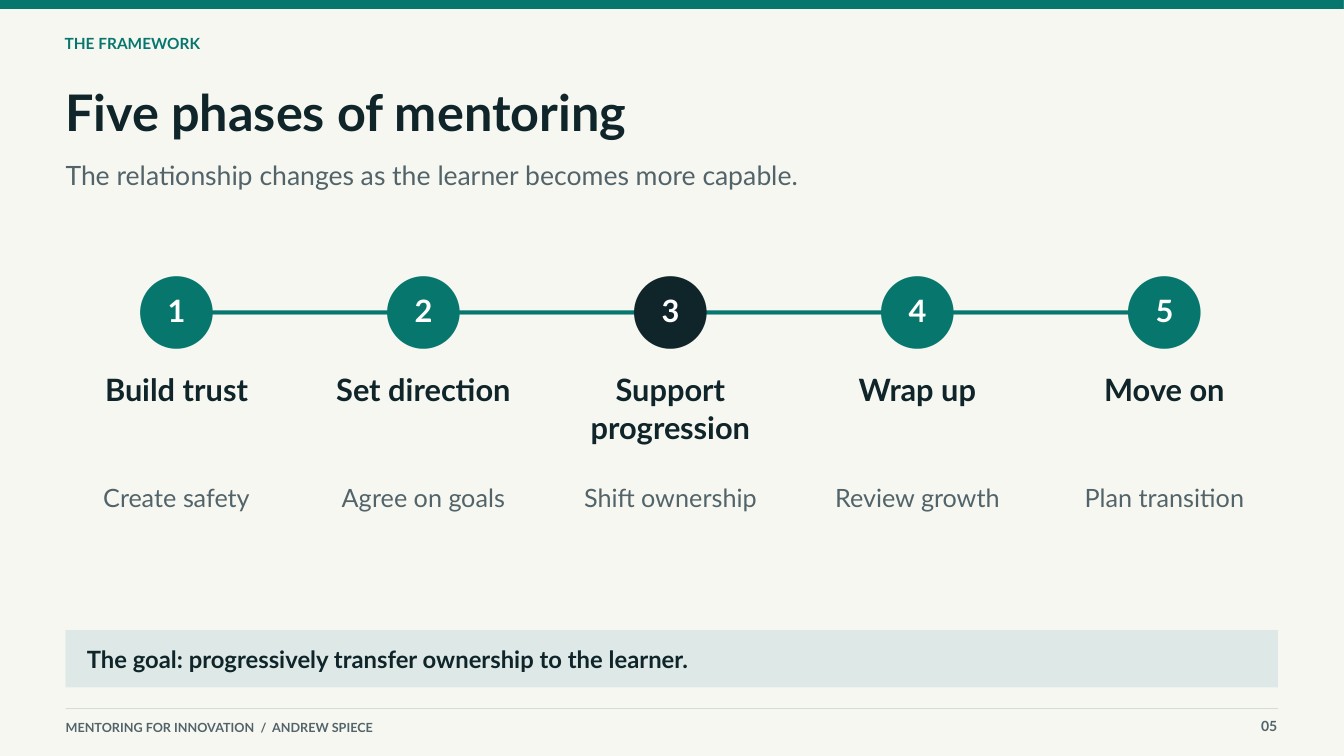 THE FRAMEWORK
Five phases of mentoring
The relationship changes as the learner becomes more capable.
1
2
3
4
5
Build trust
Set direction
Support
progression
Wrap up
Move on
Create safety
Agree on goals
Shift ownership
Review growth
Plan transition
The goal: progressively transfer ownership to the learner.
MENTORING FOR INNOVATION / ANDREW SPIECE
05